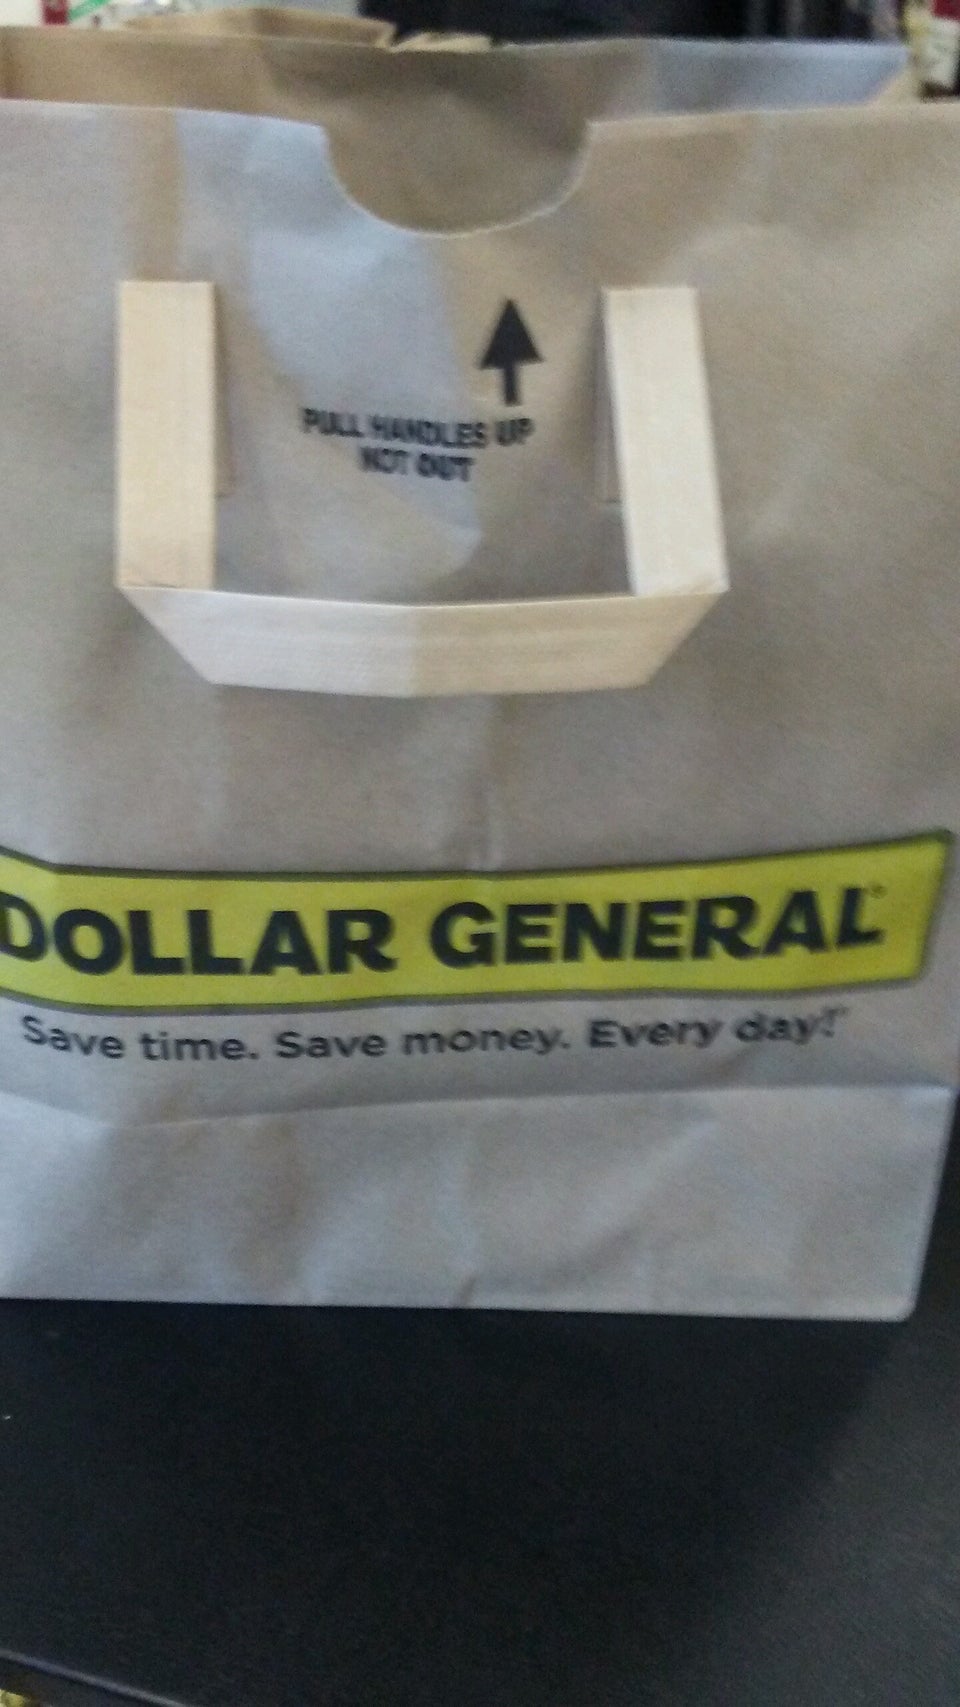 PULL HANDLES UP
NOT OUT
DOLLAR GENERAL®
Save time. Save money. Every day!